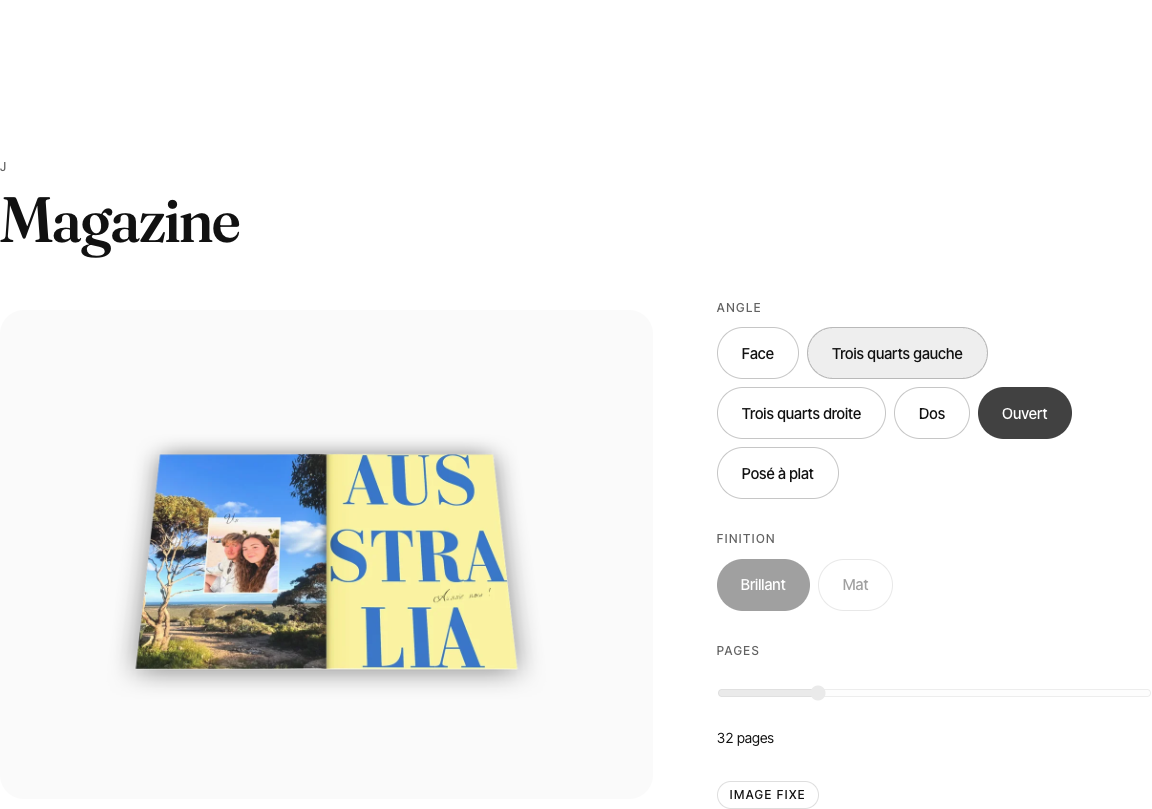 J
Magazine
ANGLE
Face
Trois quarts gauche
Trois quarts droite
Dos
Ouvert
Posé à plat
AUS
STRA
LIA
FINITION
Brillant
Mat
PAGES
32 pages
IMAGE FIXE